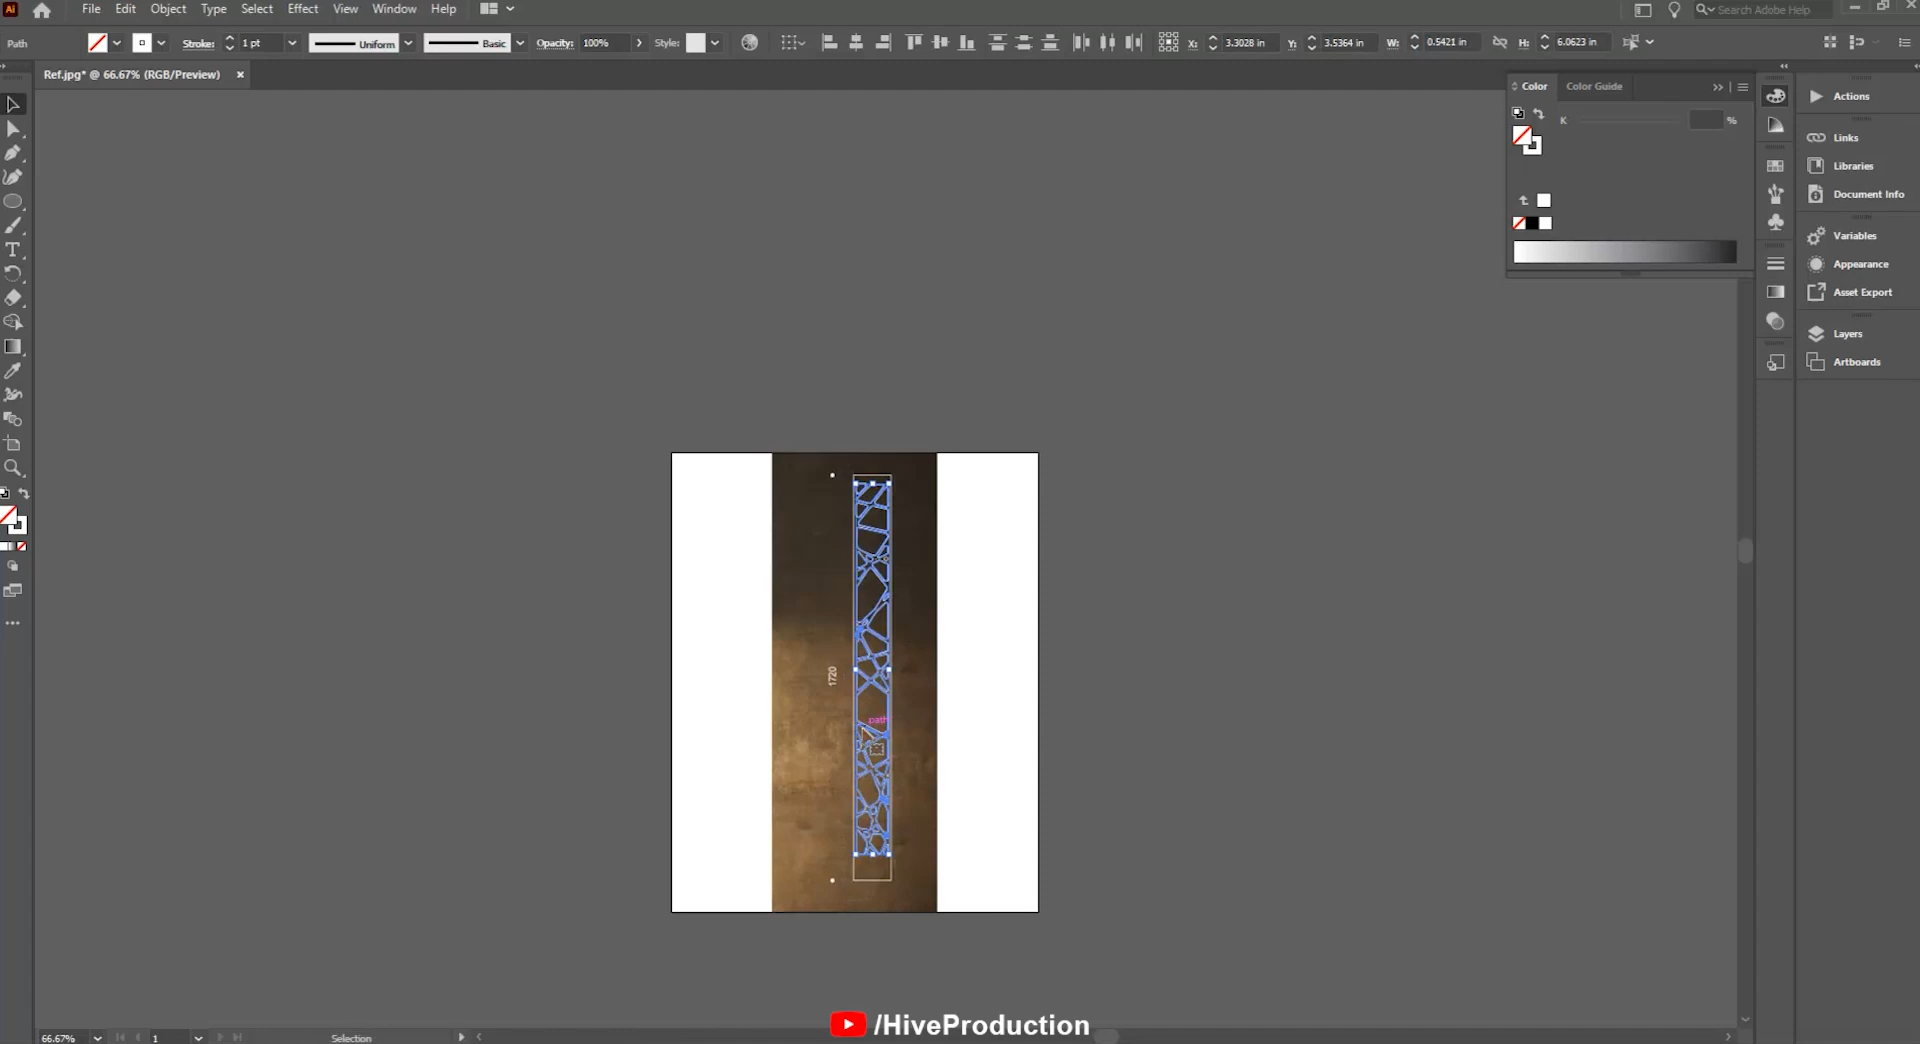 Ai File Edit Object Type Select Effect View Window Help Search Adobe Help
Path Stroke: 1 pt Uniform Basic Opacity: 100% Style: X: 3.3028 in Y: 3.5364 in W: 0.5421 in H: 6.0623 in
Ref.jpg* @ 66.67% (RGB/Preview) ×
Color Color Guide
K %
Actions
Links
Libraries
Document Info
Variables
Appearance
Asset Export
Layers
Artboards
1720
path
/HiveProduction
66.67% 1 Selection